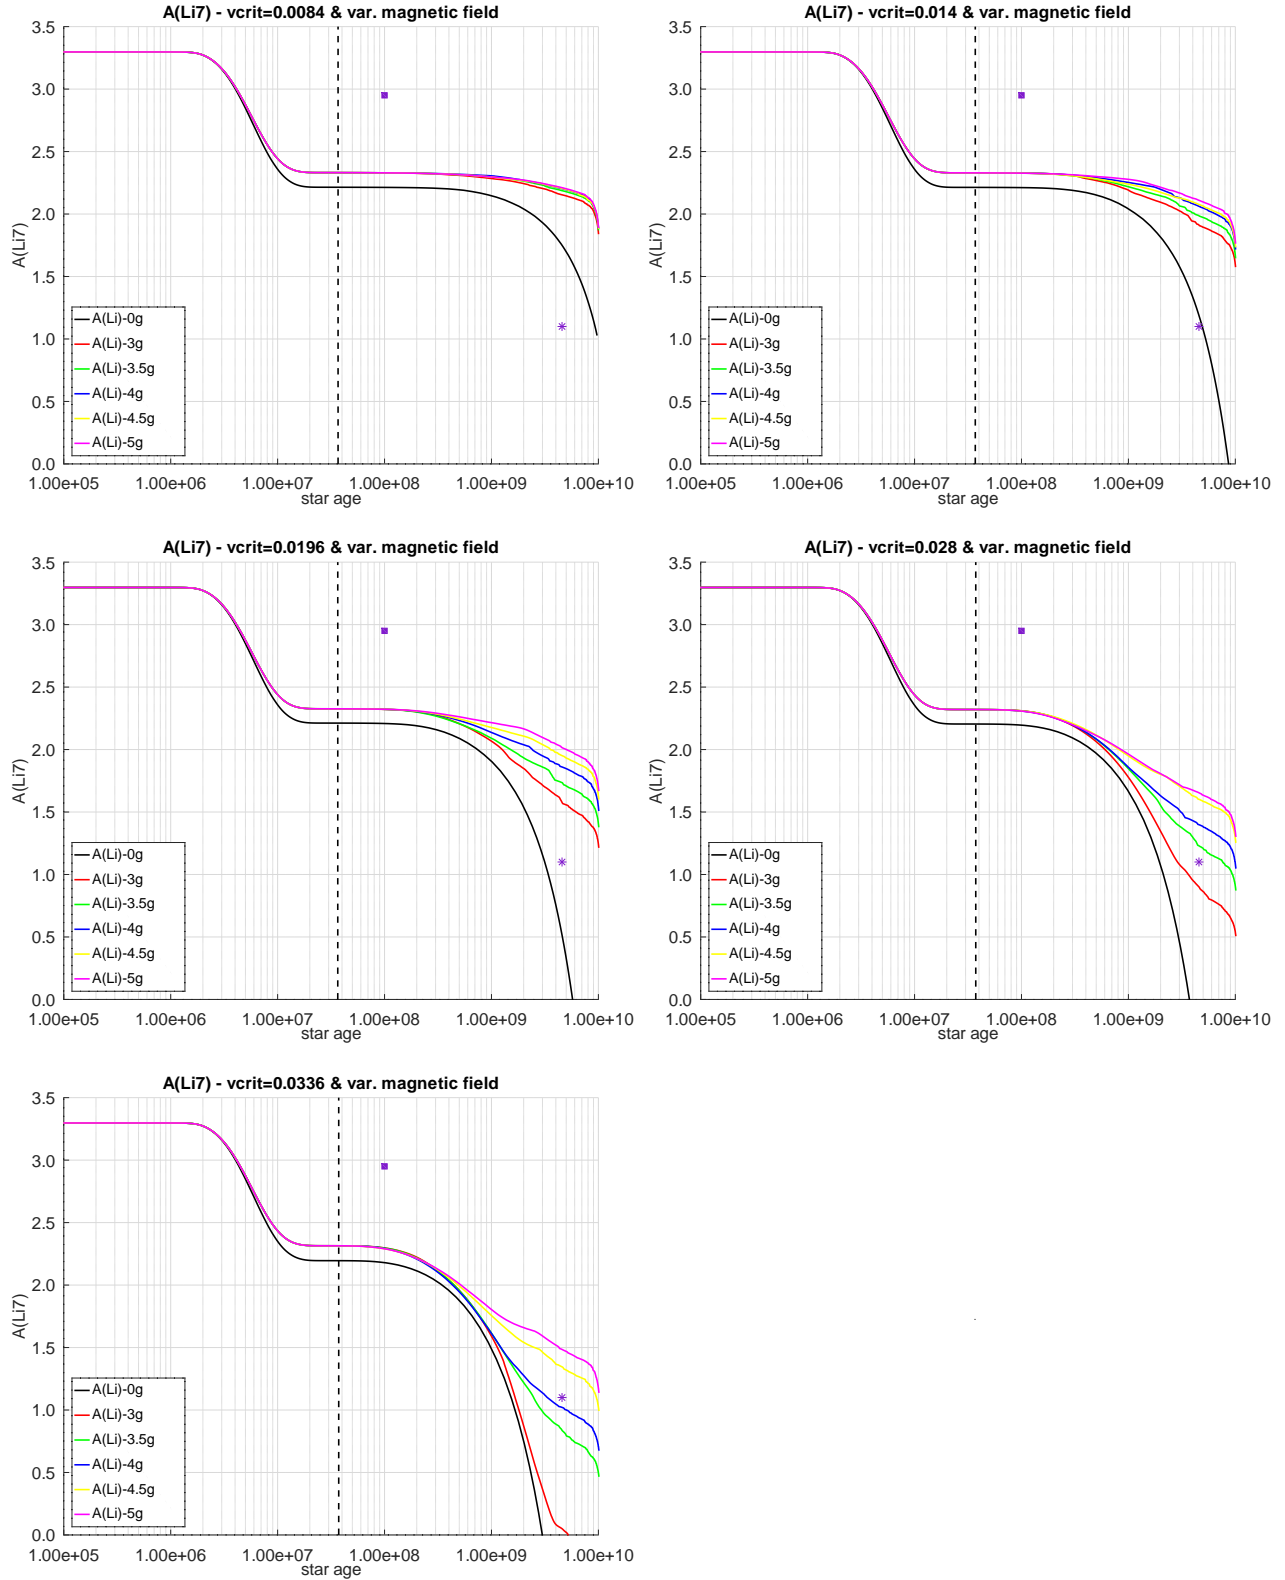 A(Li7) - vcrit=0.0084 & var. magnetic field
3.5
3.0
2.5
2.0
1.5
1.0
0.5
0.0
A(Li7)
A(Li)-0g
A(Li)-3g
A(Li)-3.5g
A(Li)-4g
A(Li)-4.5g
A(Li)-5g
1.00e+05 1.00e+06 1.00e+07 1.00e+08 1.00e+09 1.00e+10
star age
A(Li7) - vcrit=0.014 & var. magnetic field
3.5
3.0
2.5
2.0
1.5
1.0
0.5
0.0
A(Li7)
A(Li)-0g
A(Li)-3g
A(Li)-3.5g
A(Li)-4g
A(Li)-4.5g
A(Li)-5g
1.00e+05 1.00e+06 1.00e+07 1.00e+08 1.00e+09 1.00e+10
star age
A(Li7) - vcrit=0.0196 & var. magnetic field
3.5
3.0
2.5
2.0
1.5
1.0
0.5
0.0
A(Li7)
A(Li)-0g
A(Li)-3g
A(Li)-3.5g
A(Li)-4g
A(Li)-4.5g
A(Li)-5g
1.00e+05 1.00e+06 1.00e+07 1.00e+08 1.00e+09 1.00e+10
star age
A(Li7) - vcrit=0.028 & var. magnetic field
3.5
3.0
2.5
2.0
1.5
1.0
0.5
0.0
A(Li7)
A(Li)-0g
A(Li)-3g
A(Li)-3.5g
A(Li)-4g
A(Li)-4.5g
A(Li)-5g
1.00e+05 1.00e+06 1.00e+07 1.00e+08 1.00e+09 1.00e+10
star age
A(Li7) - vcrit=0.0336 & var. magnetic field
3.5
3.0
2.5
2.0
1.5
1.0
0.5
0.0
A(Li7)
A(Li)-0g
A(Li)-3g
A(Li)-3.5g
A(Li)-4g
A(Li)-4.5g
A(Li)-5g
1.00e+05 1.00e+06 1.00e+07 1.00e+08 1.00e+09 1.00e+10
star age